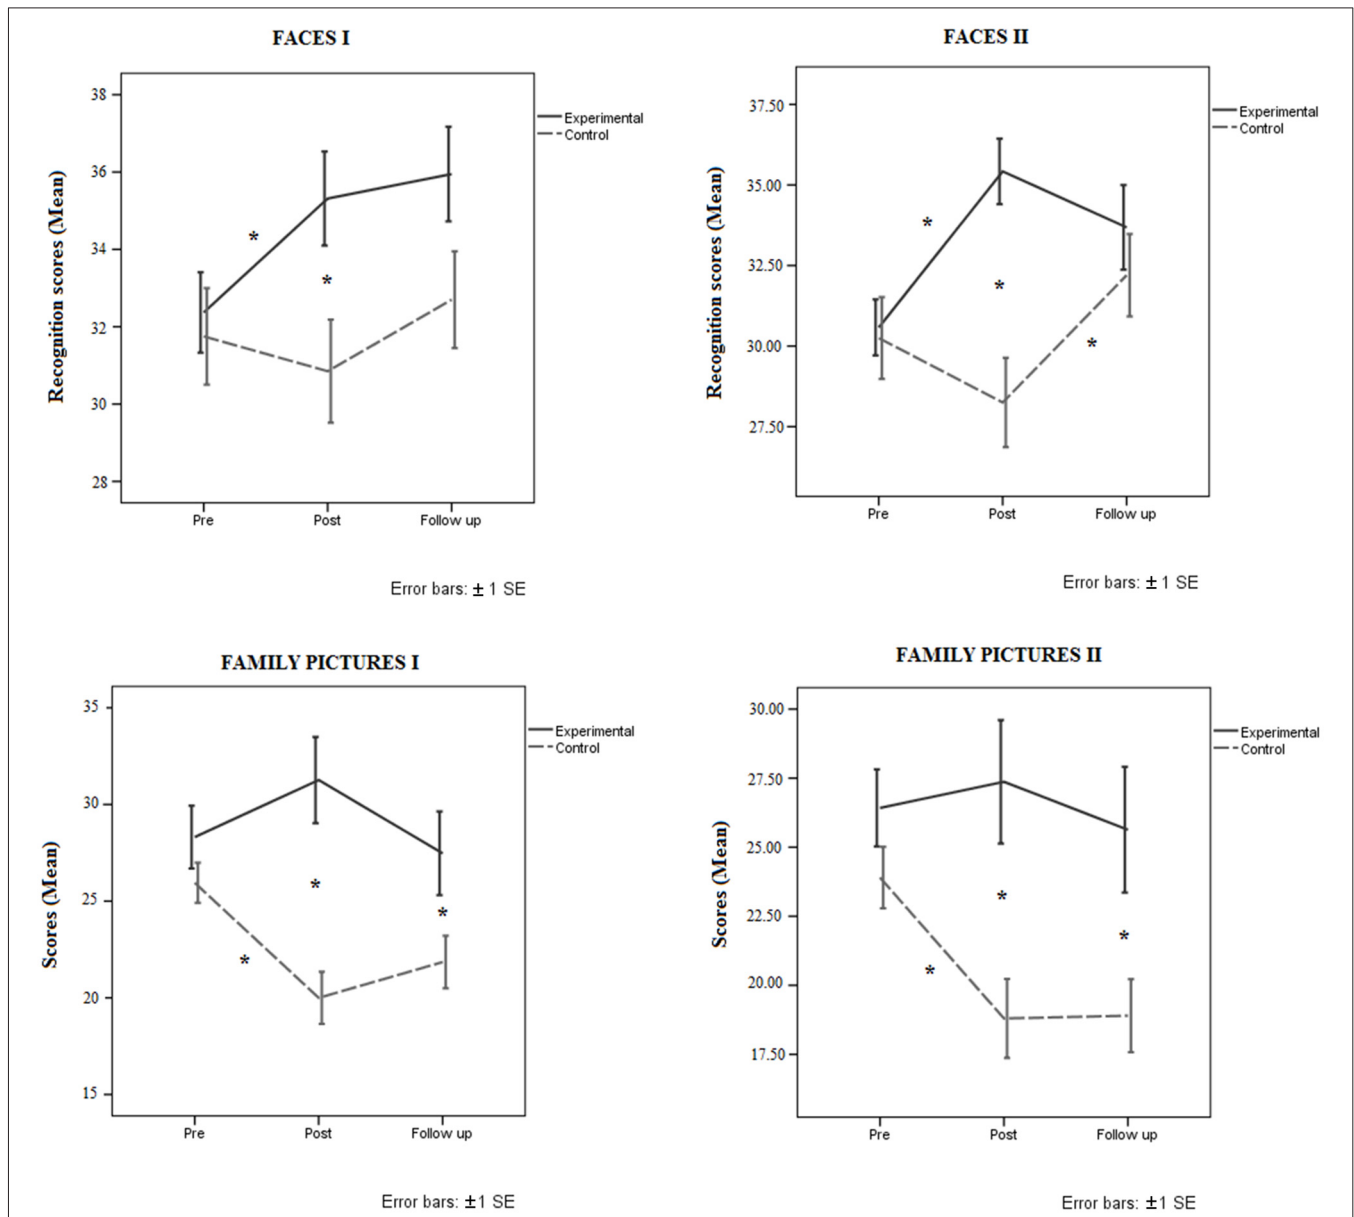 FACES I
Recognition scores (Mean)
38
36
34
32
30
28
*
*
Experimental
Control
Pre Post Follow up
Error bars: ± 1 SE
FACES II
Recognition scores (Mean)
37.50
35.00
32.50
30.00
27.50
*
*
*
Experimental
Control
Pre Post Follow up
Error bars: ± 1 SE
FAMILY PICTURES I
Scores (Mean)
35
30
25
20
15
*
*
*
Experimental
Control
Pre Post Follow up
Error bars: ±1 SE
FAMILY PICTURES II
Scores (Mean)
30.00
27.50
25.00
22.50
20.00
17.50
*
*
*
Experimental
Control
Pre Post Follow up
Error bars: ±1 SE